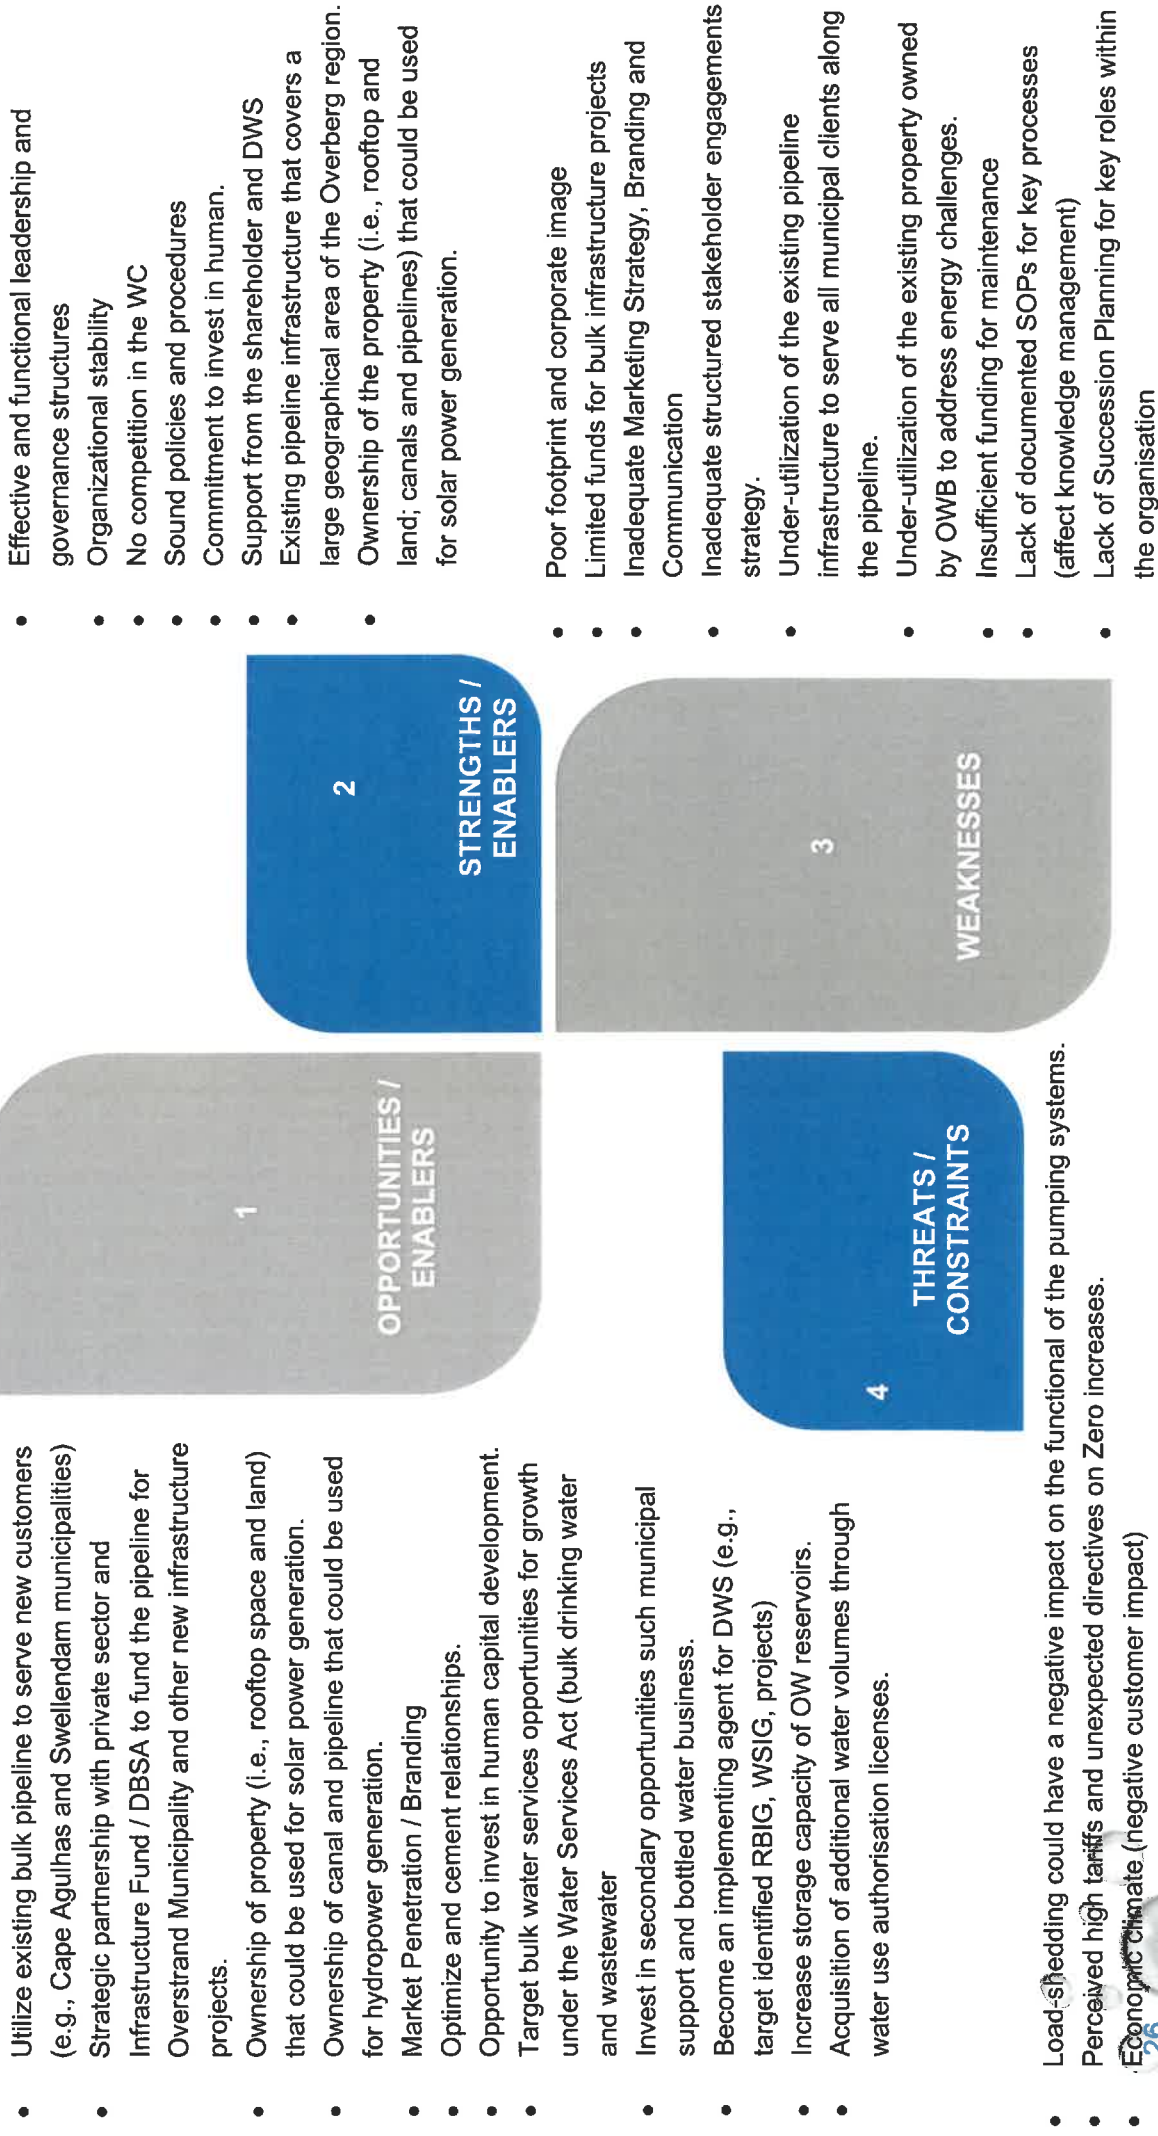 Utilize existing bulk pipeline to serve new customers
(e.g., Cape Agulhas and Swellendam municipalities)
Strategic partnership with private sector and
Infrastructure Fund / DBSA to fund the pipeline for
Overstrand Municipality and other new infrastructure
projects.
Ownership of property (i.e., rooftop space and land)
that could be used for solar power generation.
Ownership of canal and pipeline that could be used
for hydropower generation.
Market Penetration / Branding
Optimize and cement relationships.
Opportunity to invest in human capital development.
Target bulk water services opportunities for growth
under the Water Services Act (bulk drinking water
and wastewater
Invest in secondary opportunities such municipal
support and bottled water business.
Become an implementing agent for DWS (e.g.,
target identified RBIG, WSIG, projects)
Increase storage capacity of OW reservoirs.
Acquisition of additional water volumes through
water use authorisation licenses.
1
OPPORTUNITIES /
ENABLERS
2
STRENGTHS /
ENABLERS
Effective and functional leadership and
governance structures
Organizational stability
No competition in the WC
Sound policies and procedures
Commitment to invest in human.
Support from the shareholder and DWS
Existing pipeline infrastructure that covers a
large geographical area of the Overberg region.
Ownership of the property (i.e., rooftop and
land; canals and pipelines) that could be used
for solar power generation.
4
THREATS /
CONSTRAINTS
3
WEAKNESSES
Poor footprint and corporate image
Limited funds for bulk infrastructure projects
Inadequate Marketing Strategy, Branding and
Communication
Inadequate structured stakeholder engagements
strategy.
Under-utilization of the existing pipeline
infrastructure to serve all municipal clients along
the pipeline.
Under-utilization of the existing property owned
by OWB to address energy challenges.
Insufficient funding for maintenance
Lack of documented SOPs for key processes
(affect knowledge management)
Lack of Succession Planning for key roles within
the organisation
Load-shedding could have a negative impact on the functional of the pumping systems.
Perceived high tariffs and unexpected directives on Zero increases.
Economic climate (negative customer impact)
26